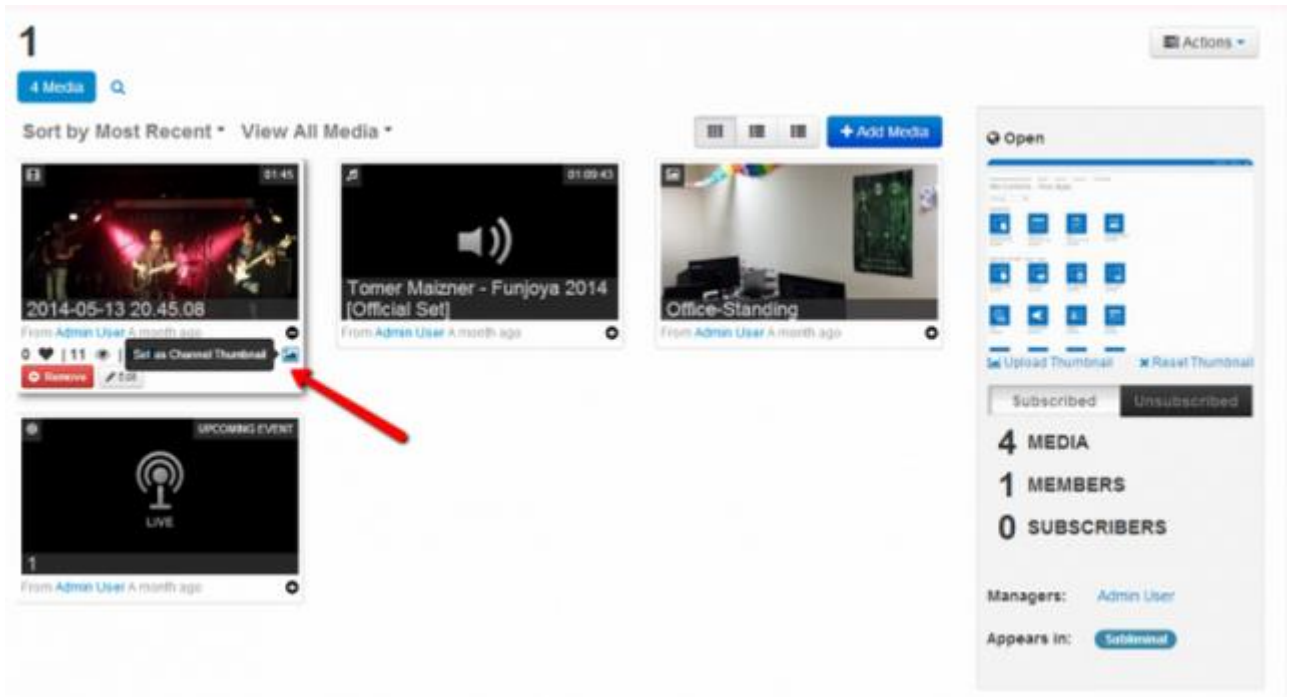 1
Actions
4 Media
Sort by Most Recent View All Media
+ Add Media
01:45
2014-05-13 20.45.08
From Admin User A month ago
0 | 11 |
Set as Channel Thumbnail
Remove Edit
01:09:43
Tomer Maizner - Funjoya 2014
[Official Set]
From Admin User A month ago
Office-Standing
From Admin User A month ago
UPCOMING EVENT
LIVE
1
From Admin User A month ago
Open
Upload Thumbnail Reset Thumbnail
Subscribed Unsubscribed
4 MEDIA
1 MEMBERS
0 SUBSCRIBERS
Managers: Admin User
Appears in: Subliminal